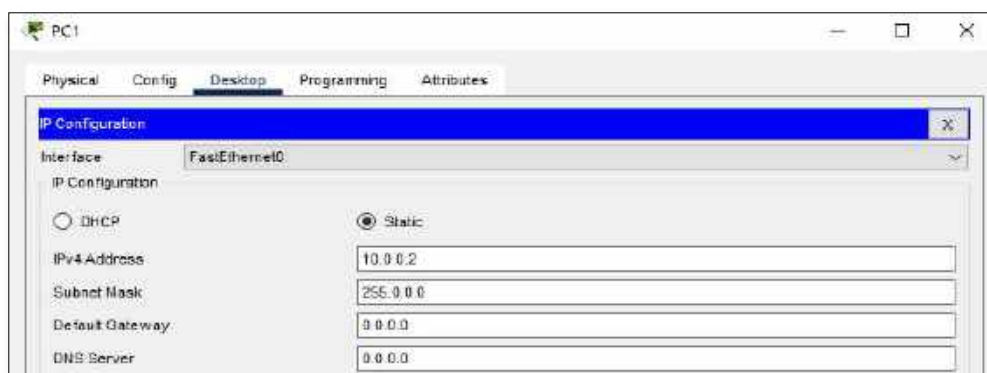 PC1
Physical Config Desktop Programming Attributes
IP Configuration X
Interface FastEthernet0
IP Configuration
DHCP Static
IPv4 Address 10.0.0.2
Subnet Mask 255.0.0.0
Default Gateway 0.0.0.0
DNS Server 0.0.0.0